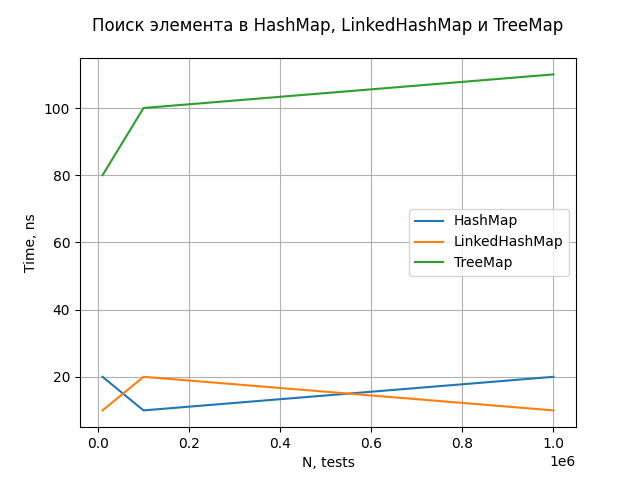 Поиск элемента в HashMap, LinkedHashMap и TreeMap
100
80
60
40
20
Time, ns
HashMap
LinkedHashMap
TreeMap
0.0 0.2 0.4 0.6 0.8 1.0
1e6
N, tests